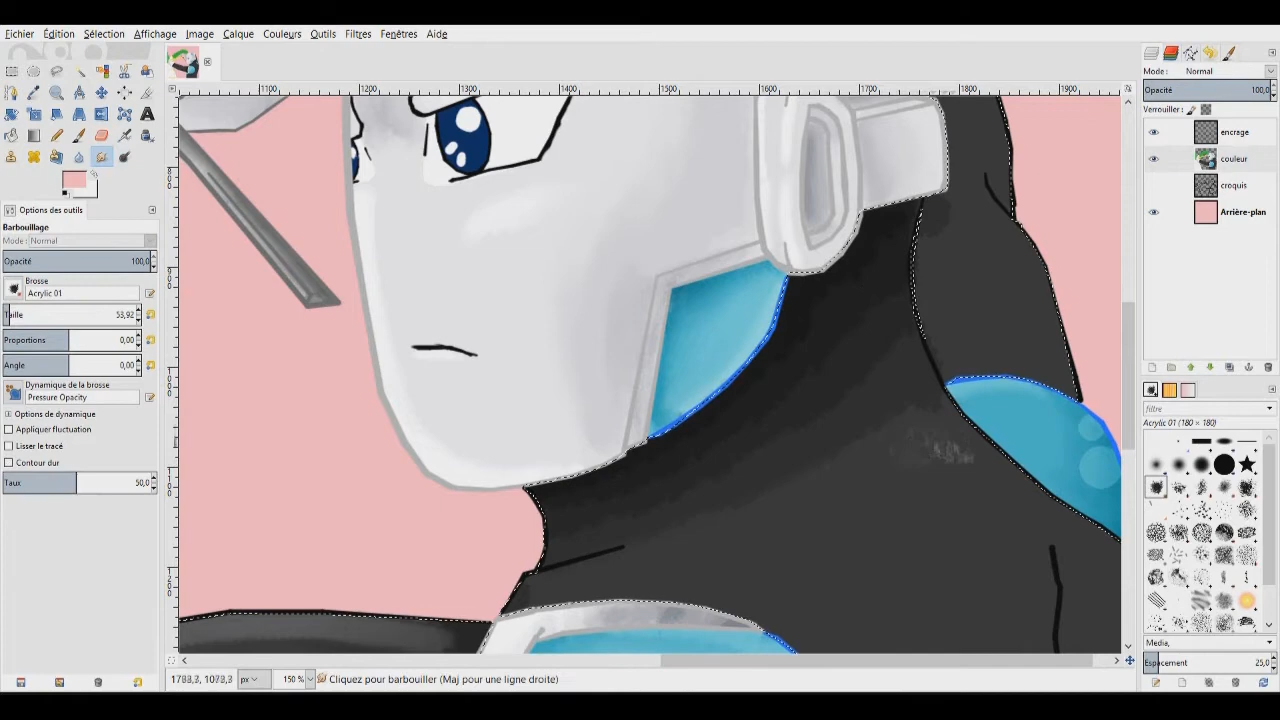 Fichier Édition Sélection Affichage Image Calque Couleurs Outils Filtres Fenêtres Aide
Mode: Normal
Opacité 100,0
Verrouiller:
encrage
couleur
croquis
Arrière-plan
1100 1200 1300 1400 1500 1600 1700 1800 1900
Options des outils
Barbouillage
Mode: Normal
Opacité 100,0
Brosse
Acrylic 01
Taille 53,92
Proportions 0,00
Angle 0,00
Dynamique de la brosse
Pressure Opacity
Options de dynamique
Appliquer fluctuation
Lisser le tracé
Contour dur
Taux 50,0
filtre
Acrylic 01 (180 × 180)
Media,
Espacement 25,0
px 150 % Cliquez pour barbouiller (Maj pour une ligne droite)